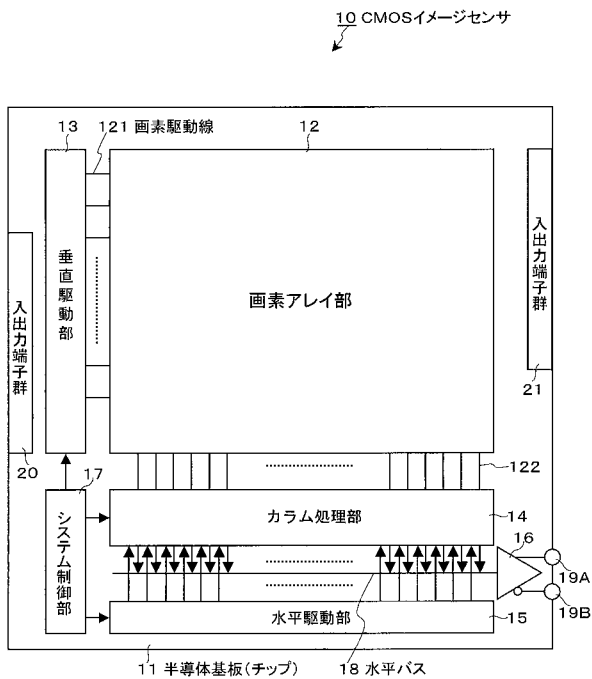 10 CMOSイメージセンサ
13
121 画素駆動線
12
垂直駆動部
画素アレイ部
入出力端子群
入出力端子群
21
20
17
122
システム制御部
カラム処理部
14
16
19A
19B
水平駆動部
15
11 半導体基板(チップ)
18 水平バス